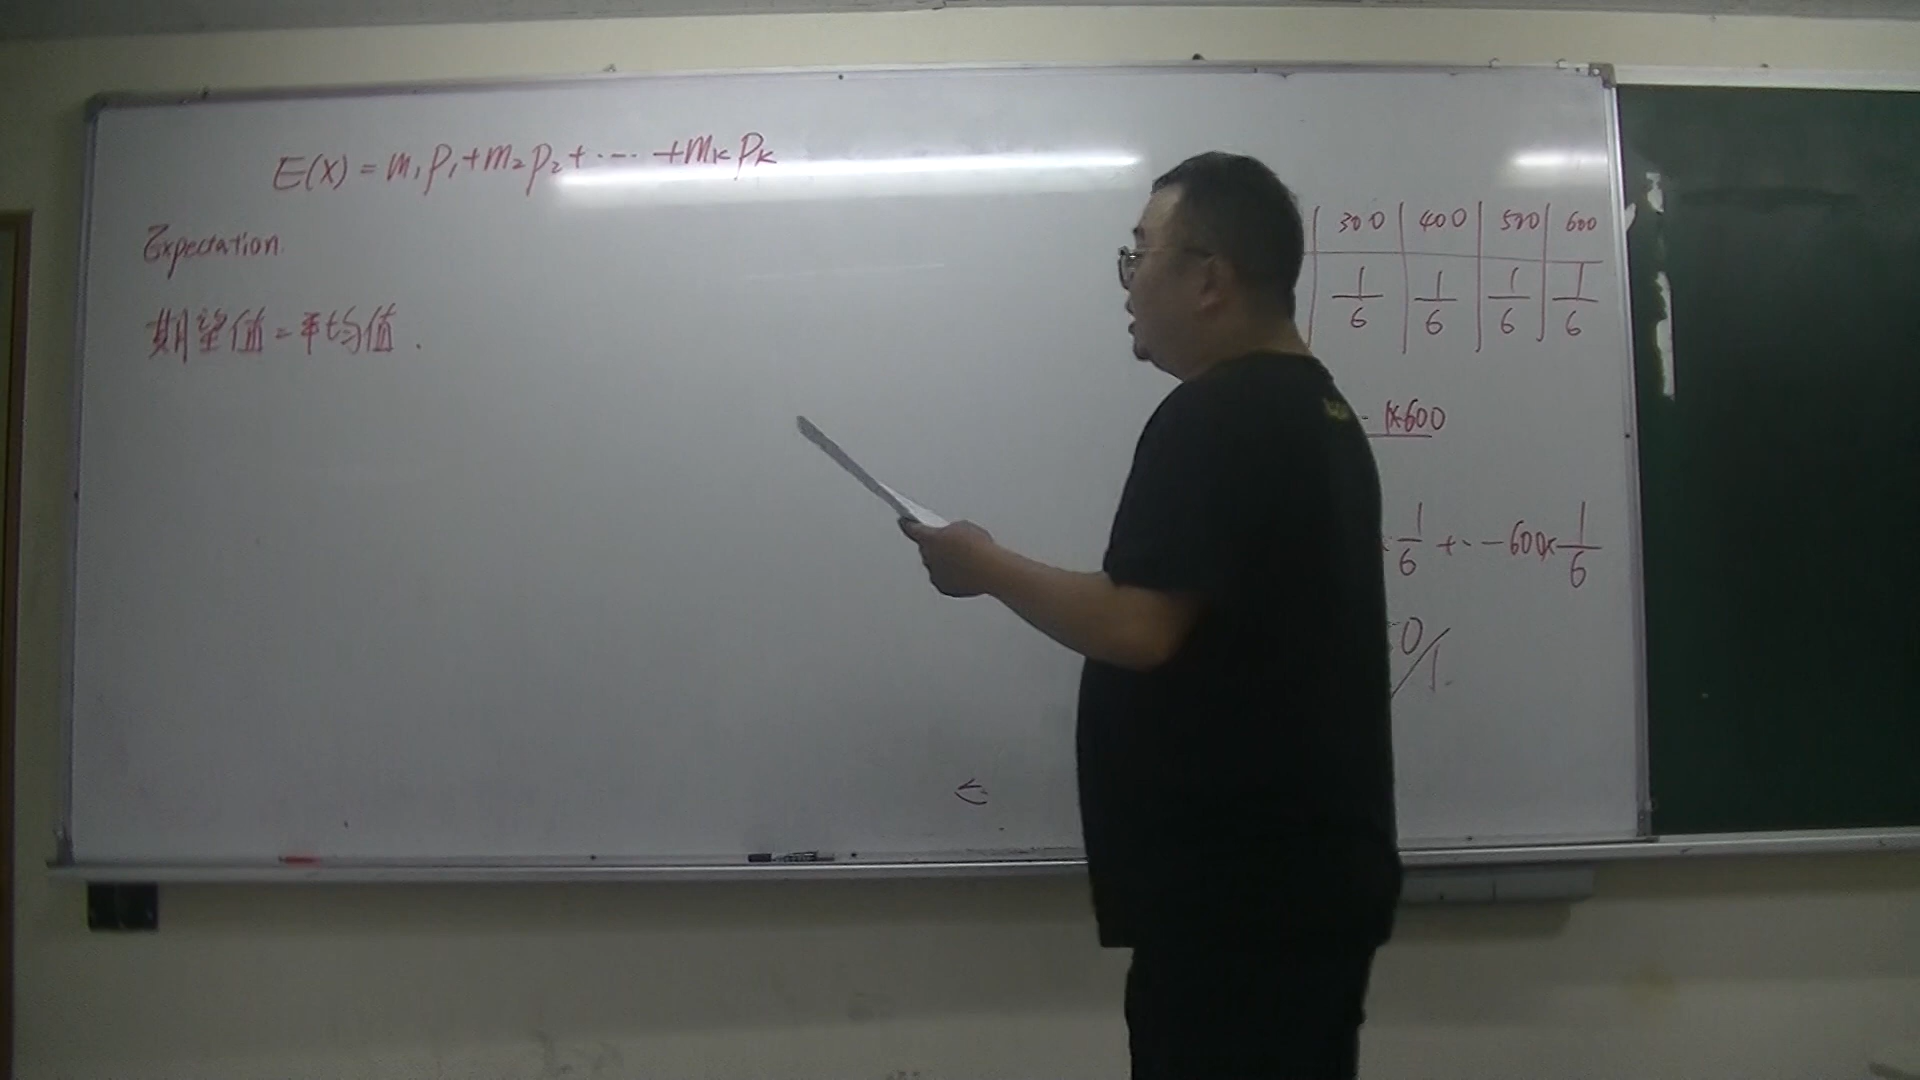 E(X) = m₁p₁+m₂p₂+…+mₖpₖ
Expectation.
期望值=平均值.
300 | 400 | 500 | 600
1/6 | 1/6 | 1/6 | 1/6
1×600
1/6 +…600×1/6